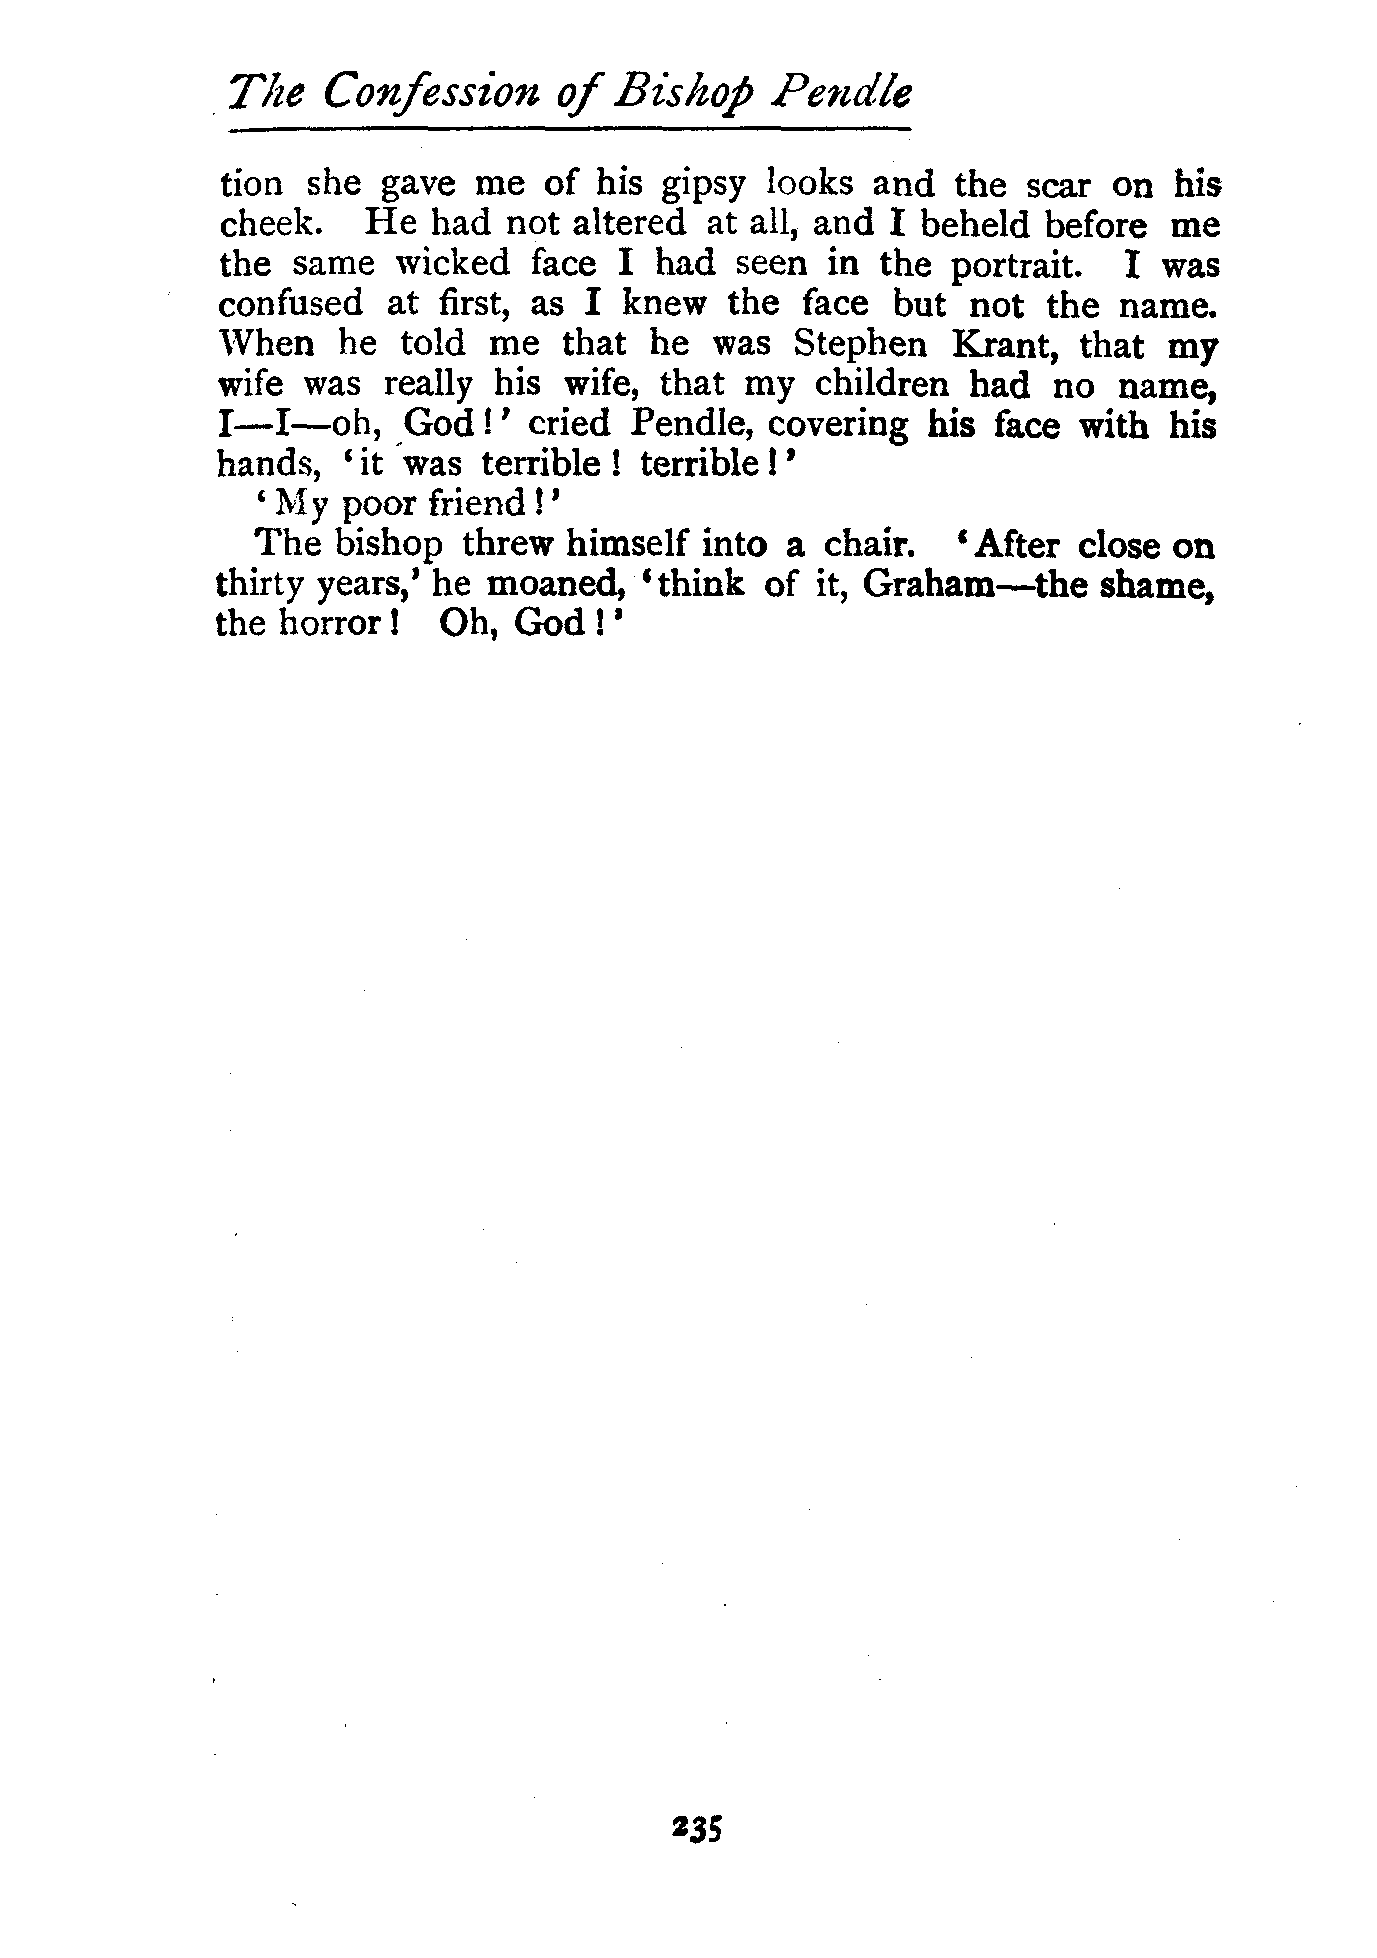 The Confession of Bishop Pendle
tion she gave me of his gipsy looks and the scar on his
cheek. He had not altered at all, and I beheld before me
the same wicked face I had seen in the portrait. I was
confused at first, as I knew the face but not the name.
When he told me that he was Stephen Krant, that my
wife was really his wife, that my children had no name,
I—I—oh, God!' cried Pendle, covering his face with his
hands, 'it was terrible! terrible!'
'My poor friend!'
The bishop threw himself into a chair. 'After close on
thirty years,' he moaned, 'think of it, Graham—the shame,
the horror! Oh, God!'
235